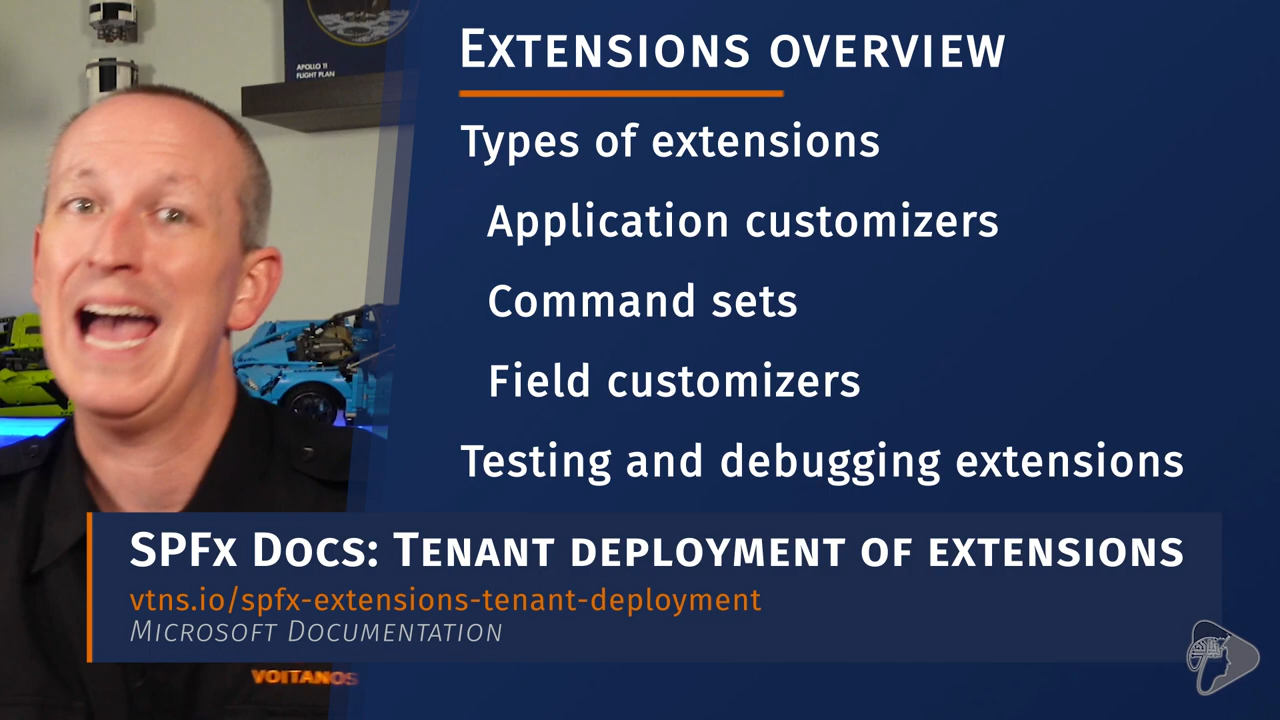 APOLLO 11
FLIGHT PLAN
Extensions overview
Types of extensions
Application customizers
Command sets
Field customizers
Testing and debugging extensions
SPFx Docs: Tenant deployment of extensions
vtns.io/spfx-extensions-tenant-deployment
Microsoft Documentation
VOITANOS